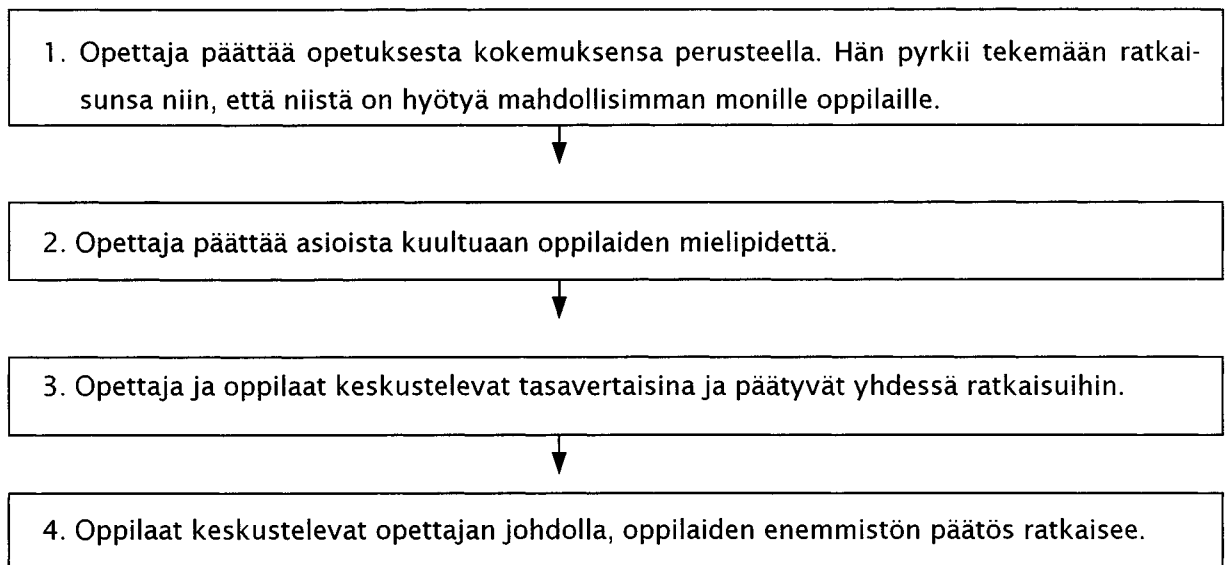 1. Opettaja päättää opetuksesta kokemuksensa perusteella. Hän pyrkii tekemään ratkai-
sunsa niin, että niistä on hyötyä mahdollisimman monille oppilaille.
2. Opettaja päättää asioista kuultuaan oppilaiden mielipidettä.
3. Opettaja ja oppilaat keskustelevat tasavertaisina ja päätyvät yhdessä ratkaisuihin.
4. Oppilaat keskustelevat opettajan johdolla, oppilaiden enemmistön päätös ratkaisee.